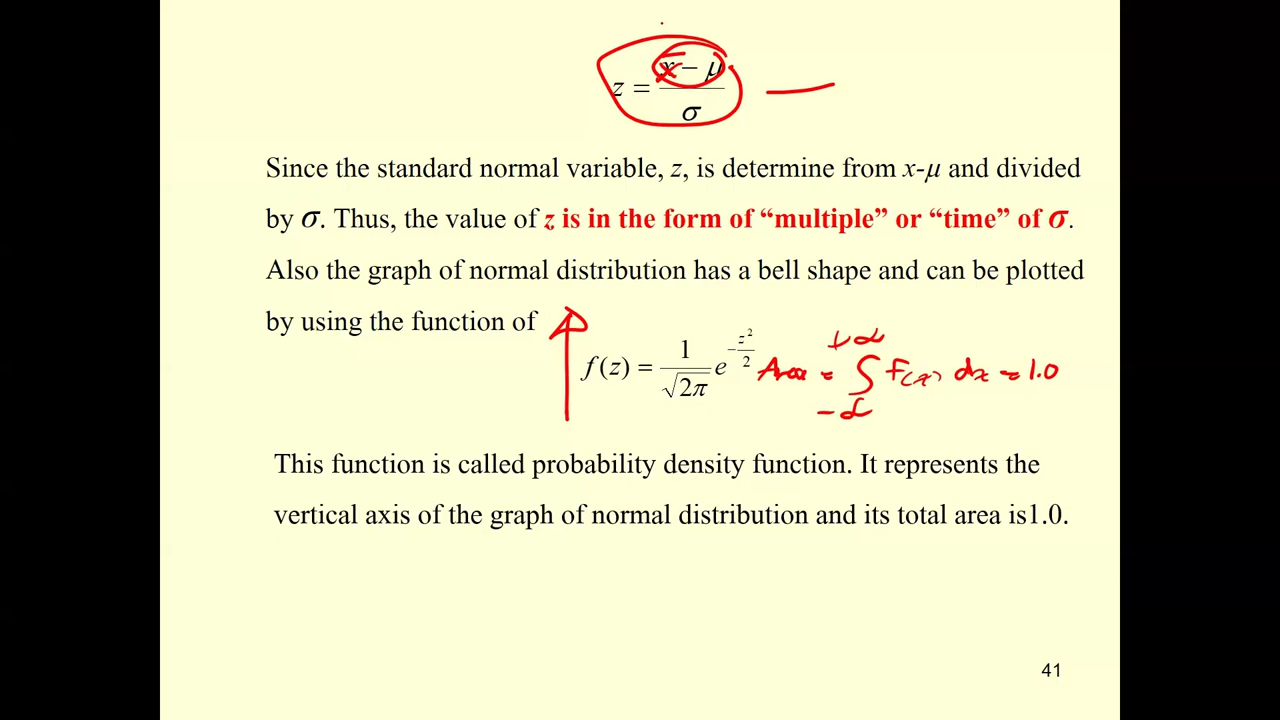 z = x − μ / σ
Since the standard normal variable, z, is determine from x-μ and divided
by σ. Thus, the value of z is in the form of “multiple” or “time” of σ.
Also the graph of normal distribution has a bell shape and can be plotted
by using the function of
f(z) = 1/√2π e^(−z²/2) Area = ∫_{-∞}^{+∞} f(x) dx = 1.0
This function is called probability density function. It represents the
vertical axis of the graph of normal distribution and its total area is1.0.
41